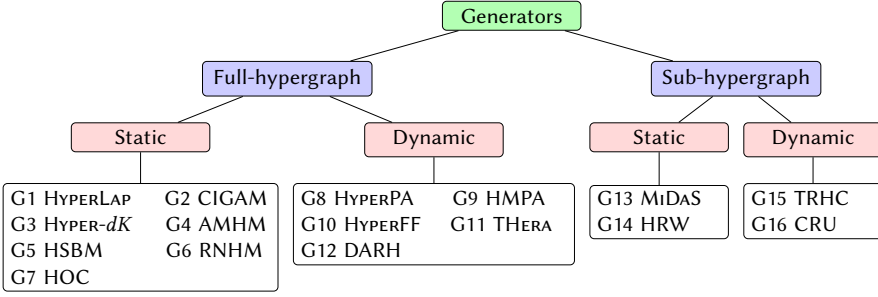 Generators
Full-hypergraph
Sub-hypergraph
Static
Dynamic
Static
Dynamic
G1 HYPERLAP G2 CIGAM
G3 HYPER-dK G4 AMHM
G5 HSBM G6 RNHM
G7 HOC
G8 HYPERPA G9 HMPA
G10 HYPERFF G11 THERA
G12 DARH
G13 MIDAS
G14 HRW
G15 TRHC
G16 CRU